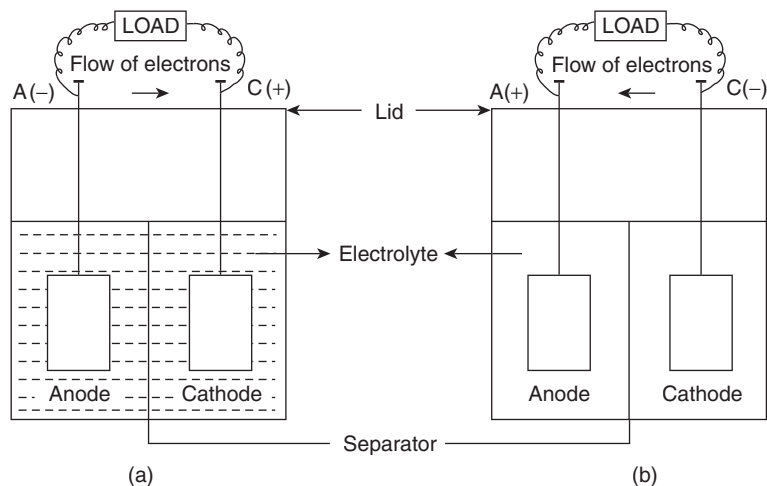 LOAD
Flow of electrons
A(–)
C(+)
LOAD
Flow of electrons
A(+)
C(–)
Lid
Electrolyte
Anode
Cathode
Anode
Cathode
Separator
(a)
(b)